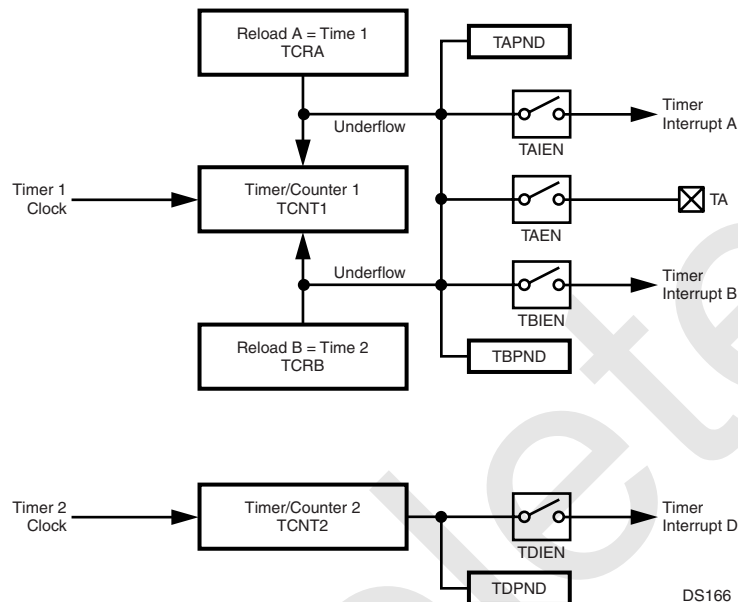 Reload A = Time 1
TCRA
TAPND
Underflow
TAIEN
Timer
Interrupt A
Timer 1
Clock
Timer/Counter 1
TCNT1
TAEN
TA
Underflow
TBIEN
Timer
Interrupt B
Reload B = Time 2
TCRB
TBPND
Timer 2
Clock
Timer/Counter 2
TCNT2
TDIEN
Timer
Interrupt D
TDPND
DS166